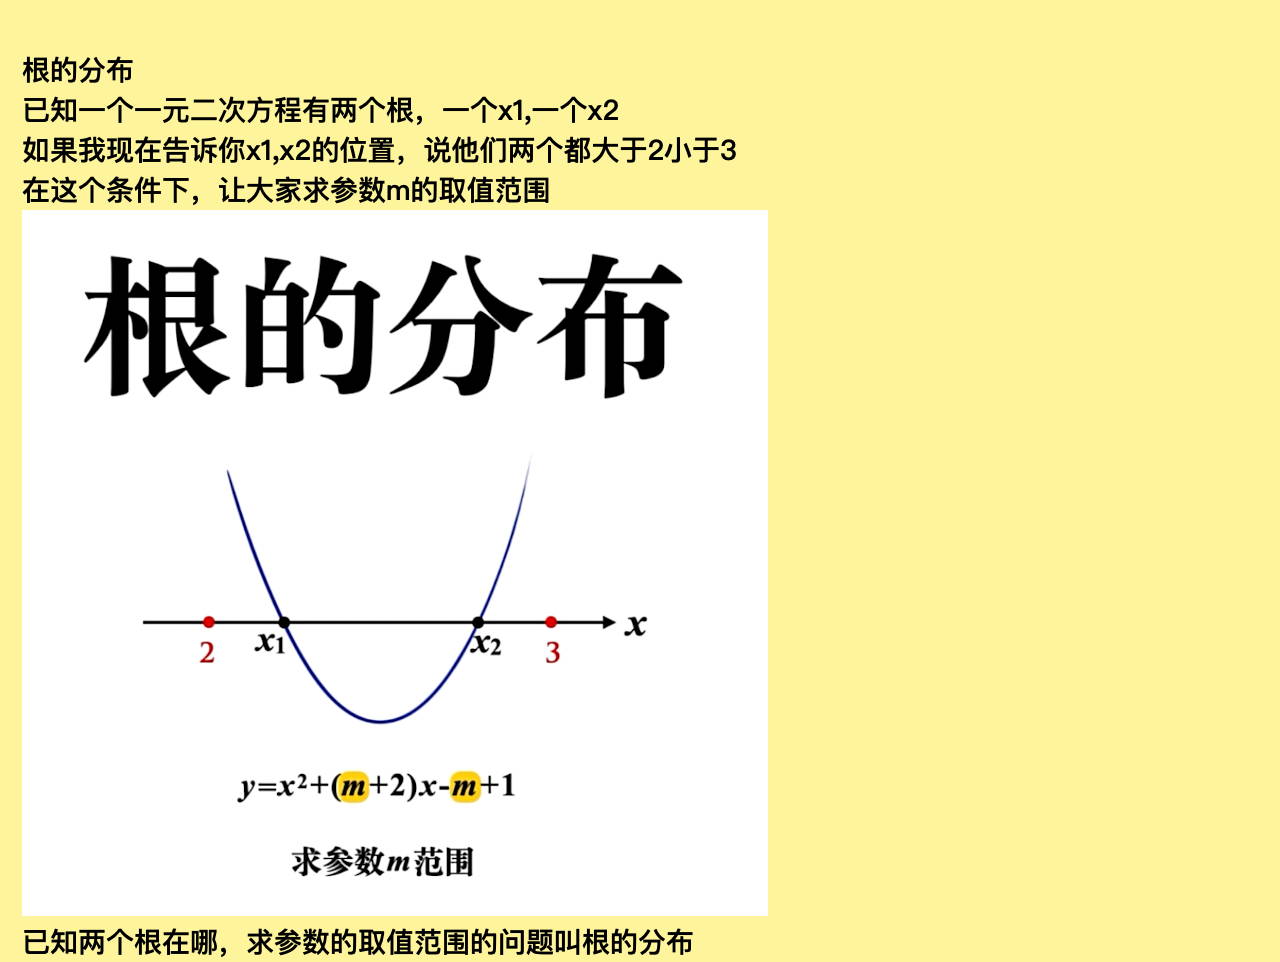 根的分布
已知一个一元二次方程有两个根，一个x1,一个x2
如果我现在告诉你x1,x2的位置，说他们两个都大于2小于3
在这个条件下，让大家求参数m的取值范围
根的分布
2 x₁ x₂ 3 x
y=x²+(m+2)x-m+1
求参数m范围
已知两个根在哪，求参数的取值范围的问题叫根的分布